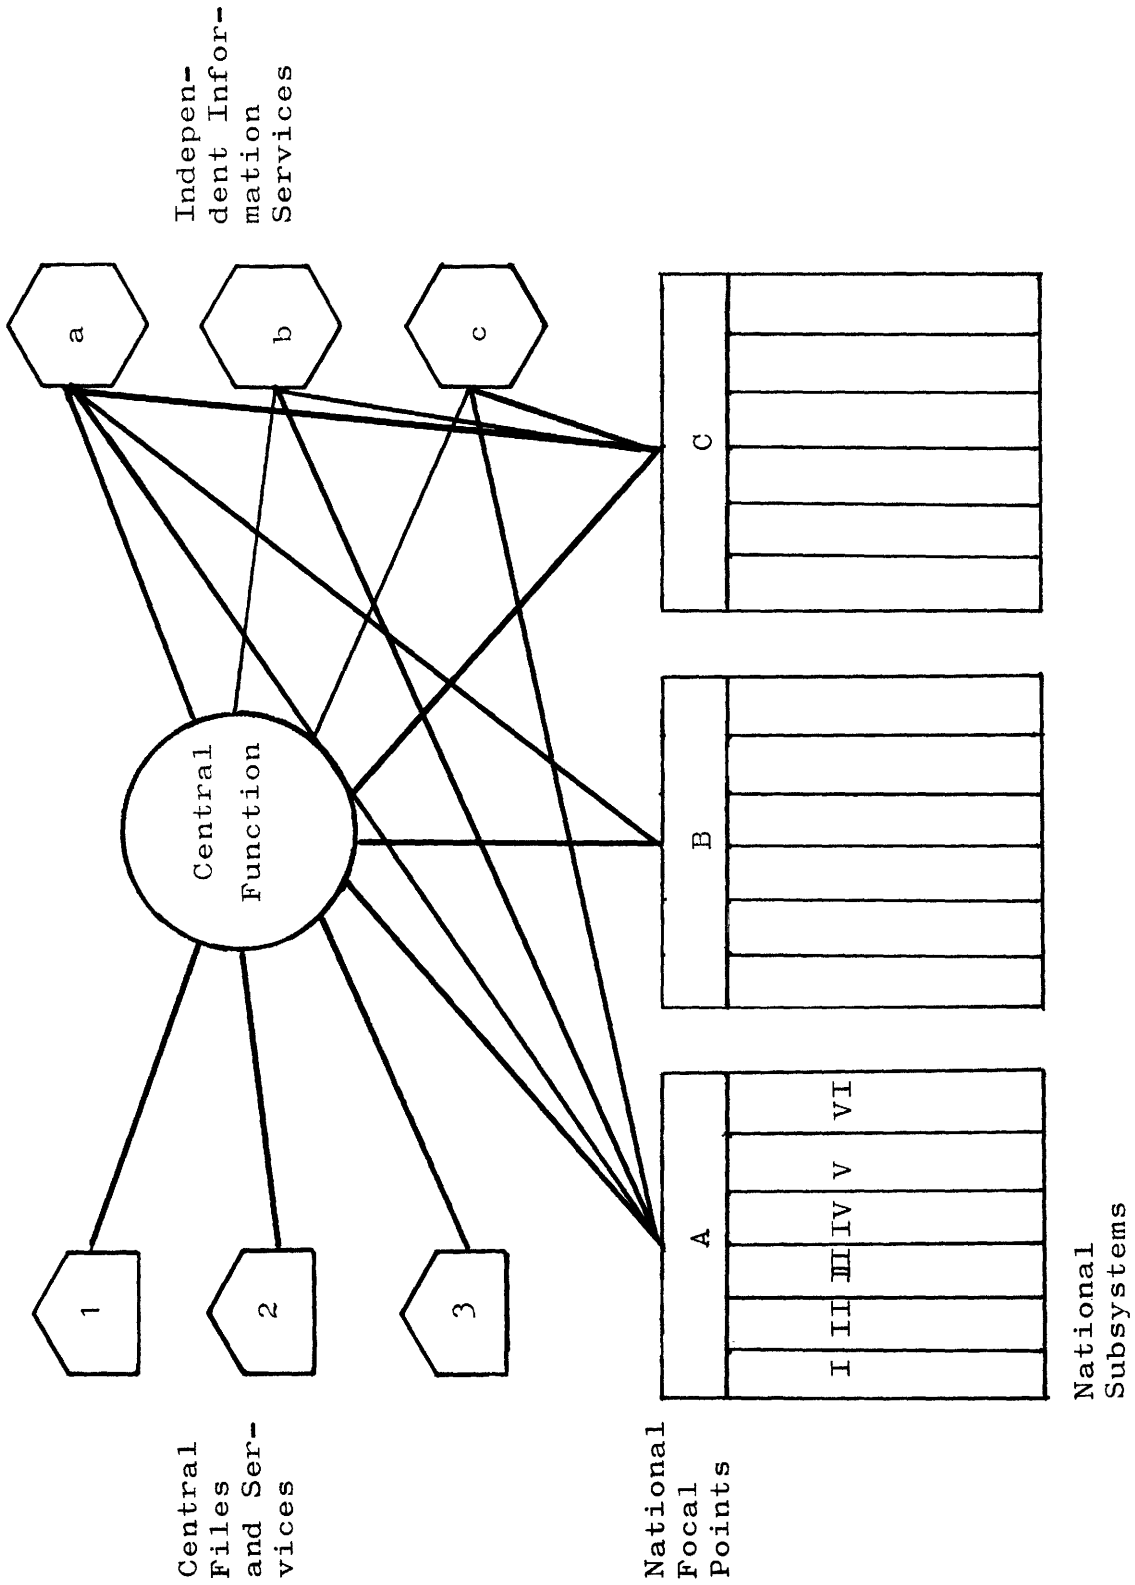 Central
Files
and Ser-
vices
1
2
3
Central
Function
a
b
c
Indepen-
dent Infor-
mation
Services
National
Focal
Points
A
B
C
I II III IV V VI
National
Subsystems